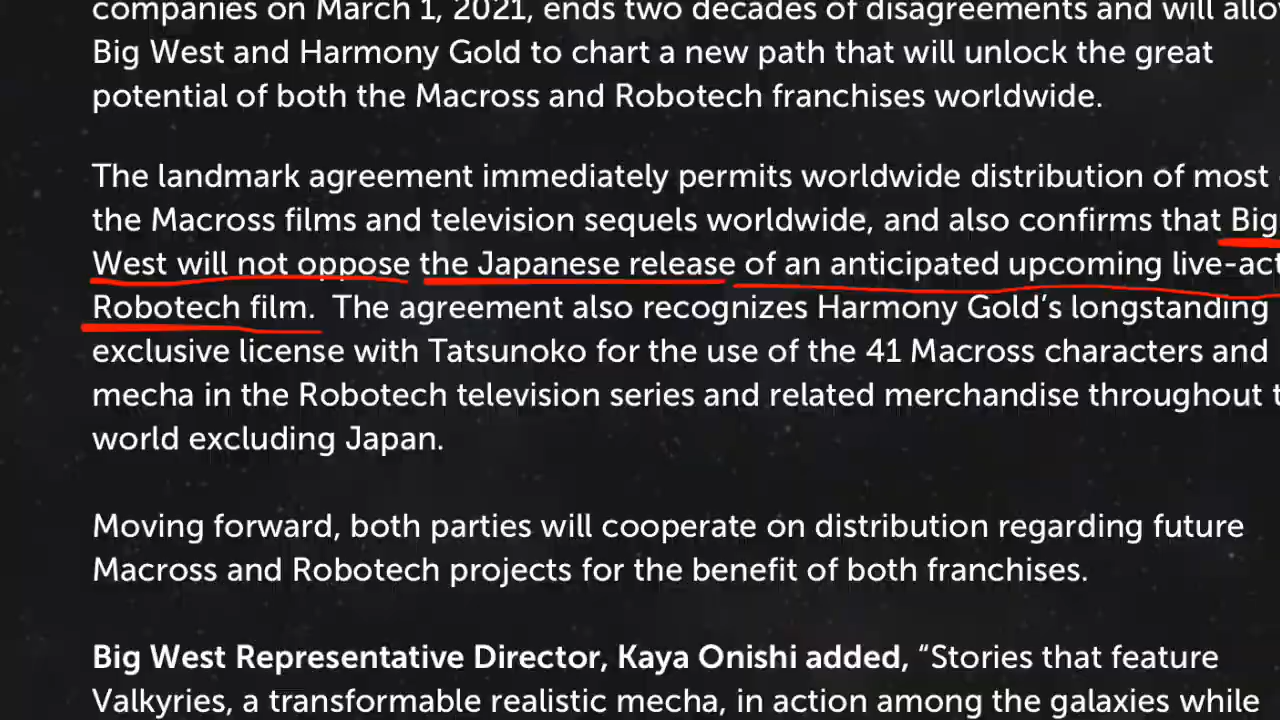 companies on March 1, 2021, ends two decades of disagreements and will
Big West and Harmony Gold to chart a new path that will unlock the great
potential of both the Macross and Robotech franchises worldwide.
The landmark agreement immediately permits worldwide distribution of most
the Macross films and television sequels worldwide, and also confirms that Big
West will not oppose the Japanese release of an anticipated upcoming
Robotech film. The agreement also recognizes Harmony Gold’s longstanding
exclusive license with Tatsunoko for the use of the 41 Macross characters and
mecha in the Robotech television series and related merchandise throughout
world excluding Japan.
Moving forward, both parties will cooperate on distribution regarding future
Macross and Robotech projects for the benefit of both franchises.
Big West Representative Director, Kaya Onishi added, “Stories that feature
Valkyries, a transformable realistic mecha, in action among the galaxies while